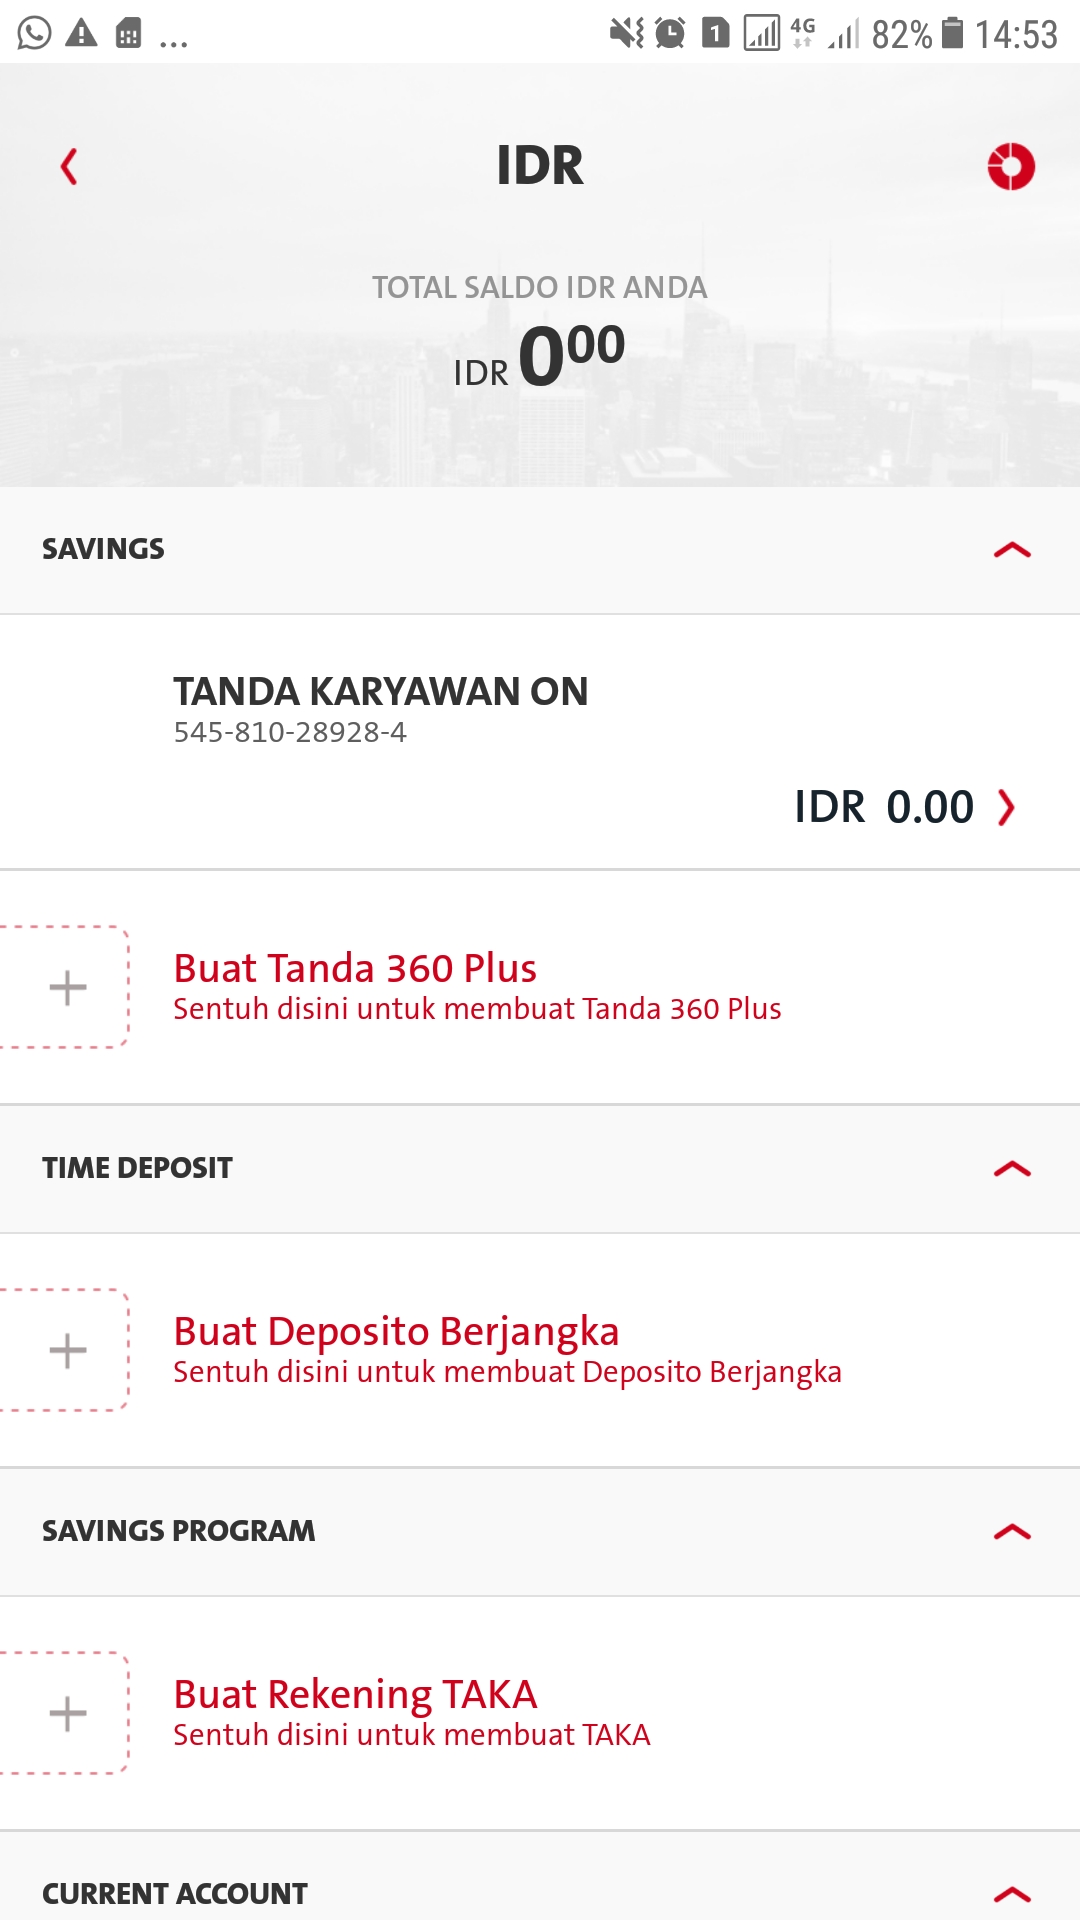 ... 1 4G 82% 14:53
IDR
TOTAL SALDO IDR ANDA
IDR 0 00
SAVINGS
TANDA KARYAWAN ON
545-810-28928-4
IDR 0.00
Buat Tanda 360 Plus
Sentuh disini untuk membuat Tanda 360 Plus
TIME DEPOSIT
Buat Deposito Berjangka
Sentuh disini untuk membuat Deposito Berjangka
SAVINGS PROGRAM
Buat Rekening TAKA
Sentuh disini untuk membuat TAKA
CURRENT ACCOUNT